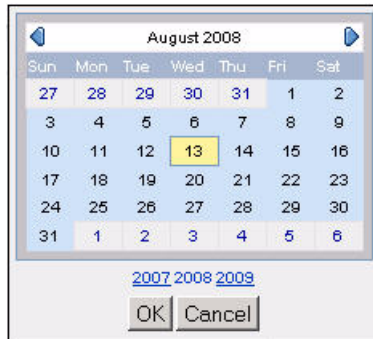 August 2008
Sun Mon Tue Wed Thu Fri Sat
27 28 29 30 31 1 2
3 4 5 6 7 8 9
10 11 12 13 14 15 16
17 18 19 20 21 22 23
24 25 26 27 28 29 30
31 1 2 3 4 5 6
2007 2008 2009
OK Cancel